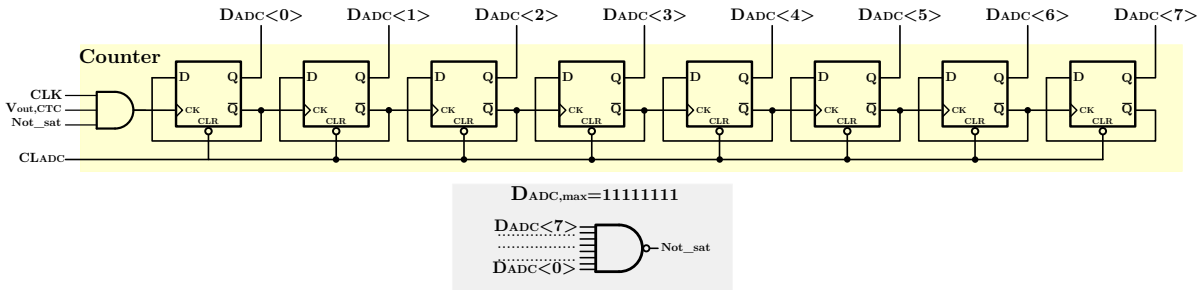 DADC<0> DADC<1> DADC<2> DADC<3> DADC<4> DADC<5> DADC<6> DADC<7>
Counter
D Q D Q D Q D Q D Q D Q D Q D Q
CLK
Vout,CTC
Not_sat
CK Q̅ CK Q̅ CK Q̅ CK Q̅ CK Q̅ CK Q̅ CK Q̅ CK Q̅
CLR CLR CLR CLR CLR CLR CLR CLR
CLADC
DADC,max=11111111
DADC<7>
Not_sat
DADC<0>